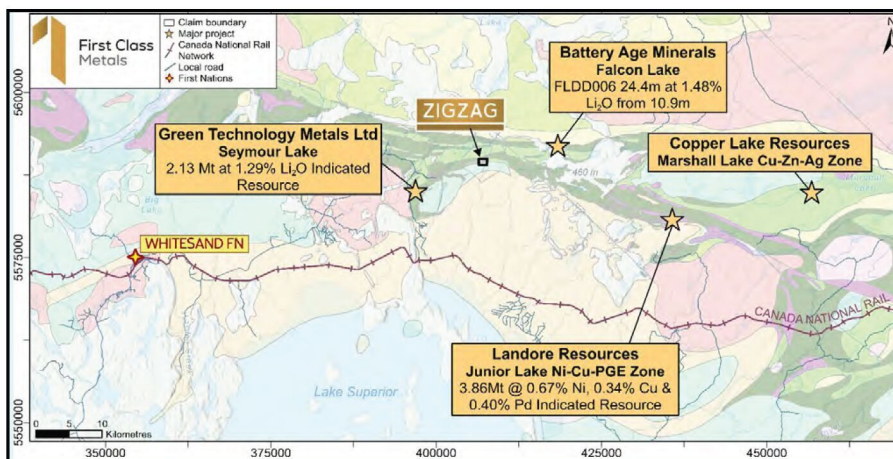 First Class
Metals
Claim boundary
Major project
Canada National Rail
Network
Local road
First Nations
N
Battery Age Minerals
Falcon Lake
FLDD006 24.4m at 1.48%
Li₂O from 10.9m
ZIGZAG
Green Technology Metals Ltd
Seymour Lake
2.13 Mt at 1.29% Li₂O Indicated
Resource
Copper Lake Resources
Marshall Lake Cu-Zn-Ag Zone
460 m
WHITESAND FN
CANADA NATIONAL RAIL
Landore Resources
Junior Lake Ni-Cu-PGE Zone
3.86Mt @ 0.67% Ni, 0.34% Cu &
0.40% Pd Indicated Resource
Lake Superior
0 5 10
Kilometres
5600000
5575000
5550000
350000 375000 400000 425000 450000